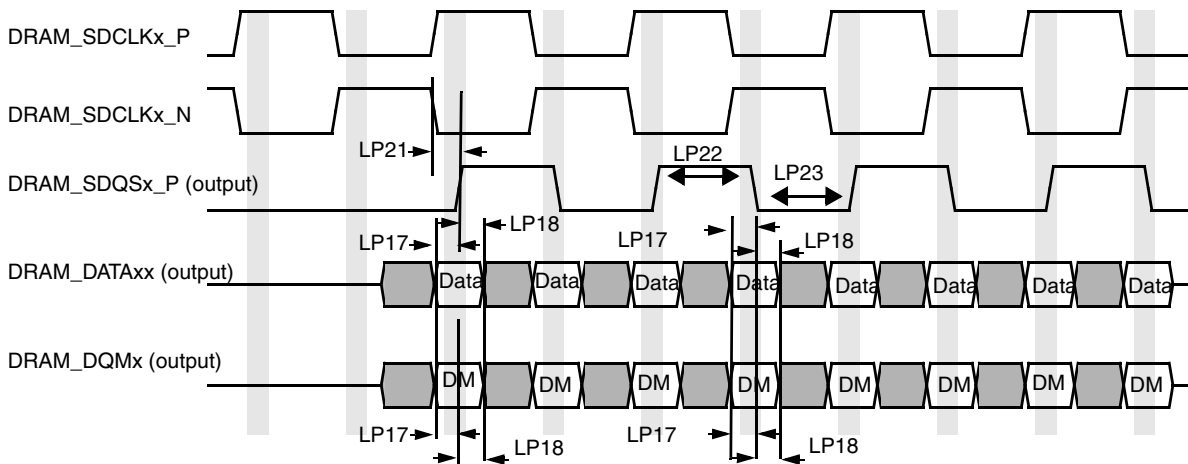 DRAM_SDCLKx_P
DRAM_SDCLKx_N
LP21
LP22
LP23
DRAM_SDQSx_P (output)
LP18
LP17
LP17
LP18
DRAM_DATAxx (output)
Data Data Data Data Data Data Data Data
DRAM_DQMx (output)
DM DM DM DM DM DM DM DM
LP17
LP18
LP17
LP18